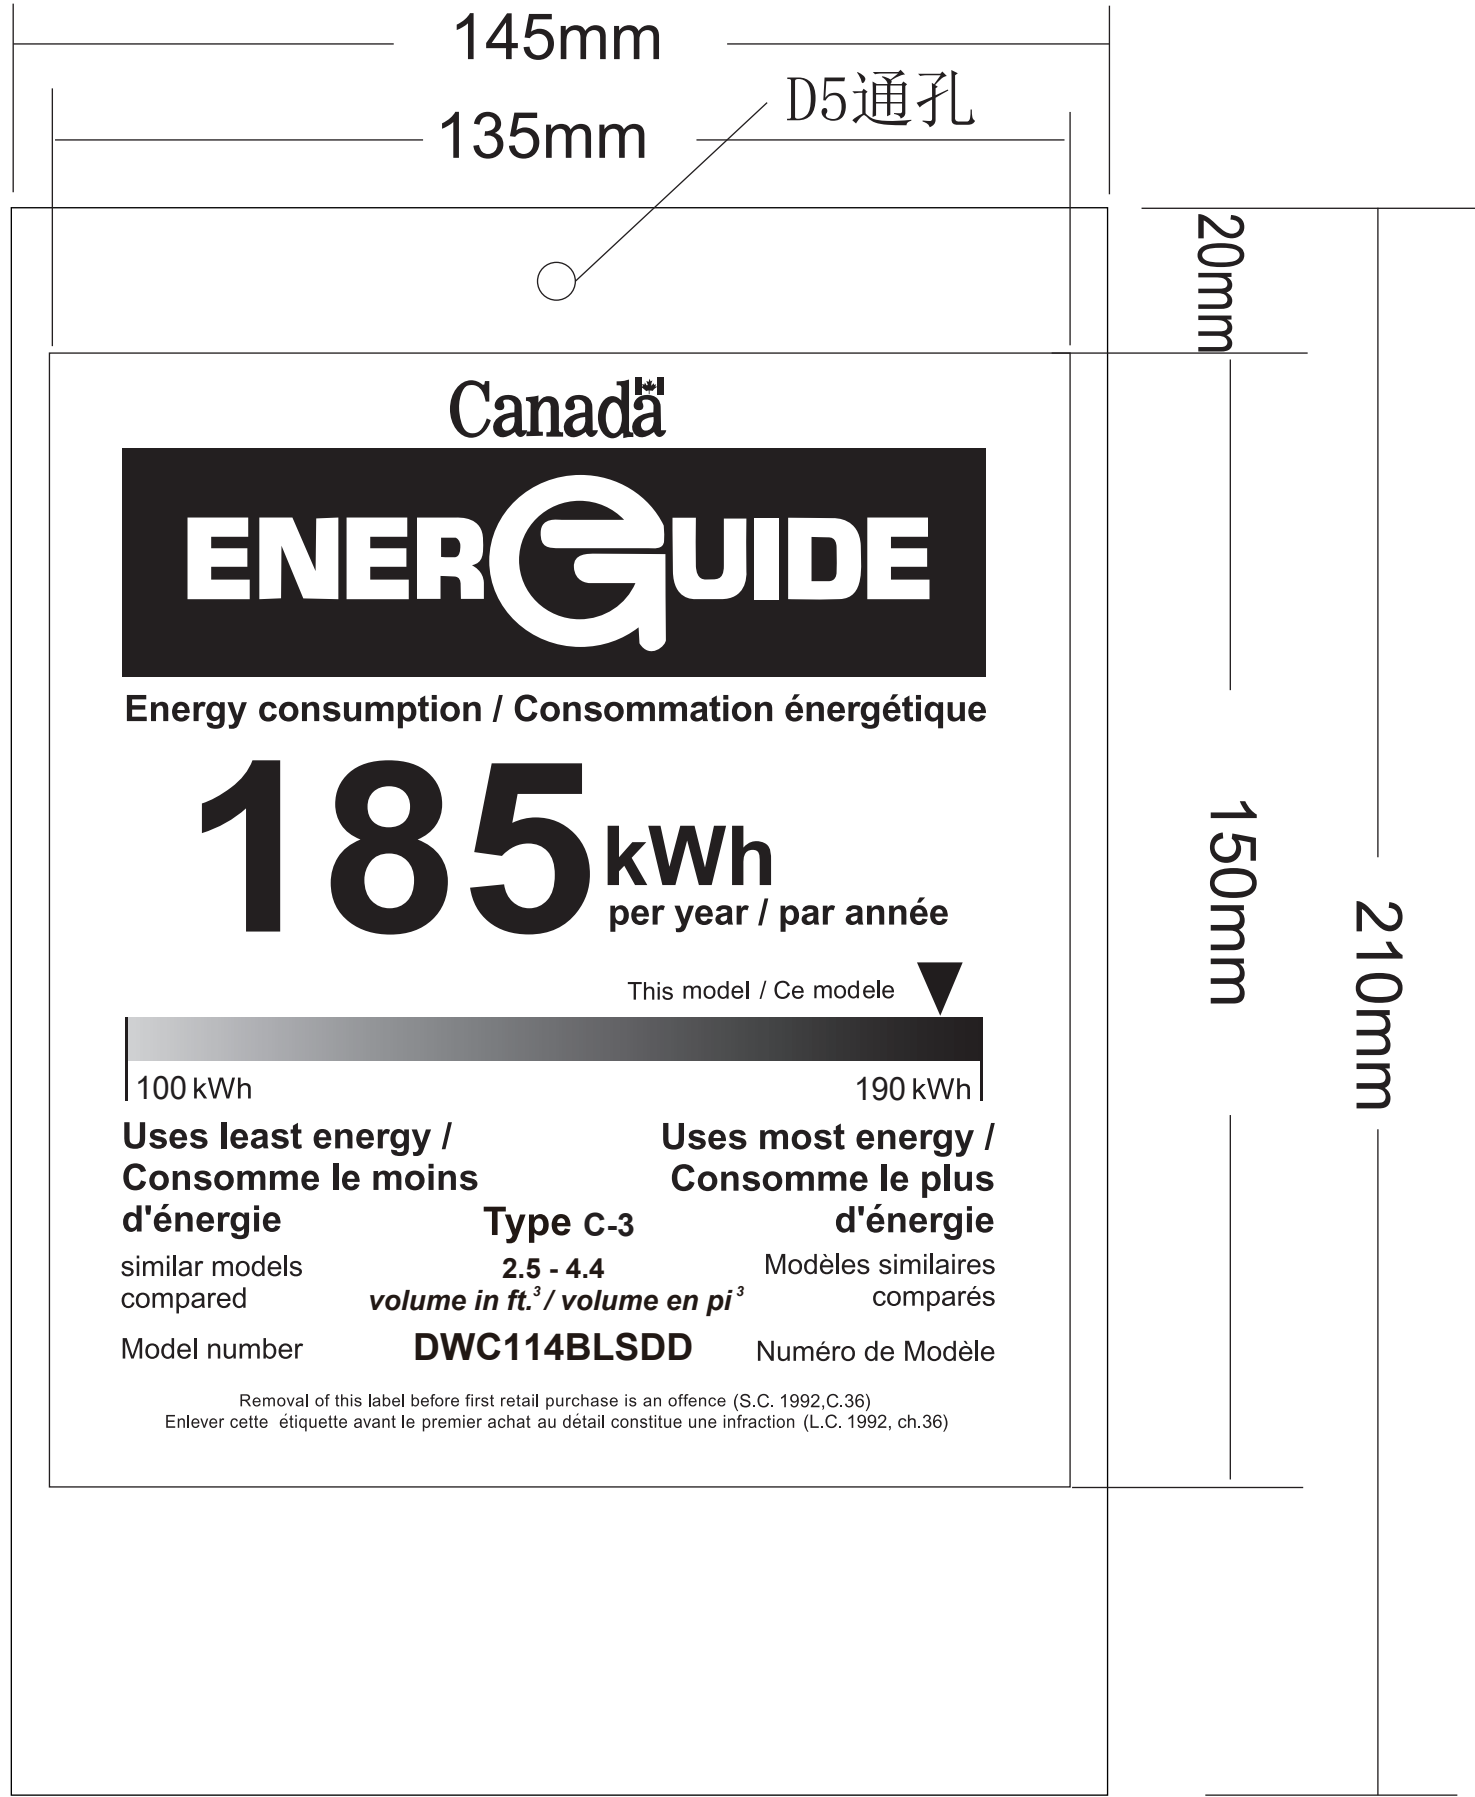 145mm
D5通孔
135mm
20mm
Canada
ENERGUIDE
Energy consumption / Consommation énergétique
185 kWh
per year / par année
150mm
210mm
This model / Ce modele
100 kWh
190 kWh
Uses least energy /
Consomme le moins
d'énergie
Uses most energy /
Consomme le plus
d'énergie
Type C-3
similar models
compared
2.5 - 4.4
volume in ft.³ / volume en pi³
Modèles similaires
comparés
Model number
DWC114BLSDD
Numéro de Modèle
Removal of this label before first retail purchase is an offence (S.C. 1992,C.36)
Enlever cette étiquette avant le premier achat au détail constitue une infraction (L.C. 1992, ch.36)